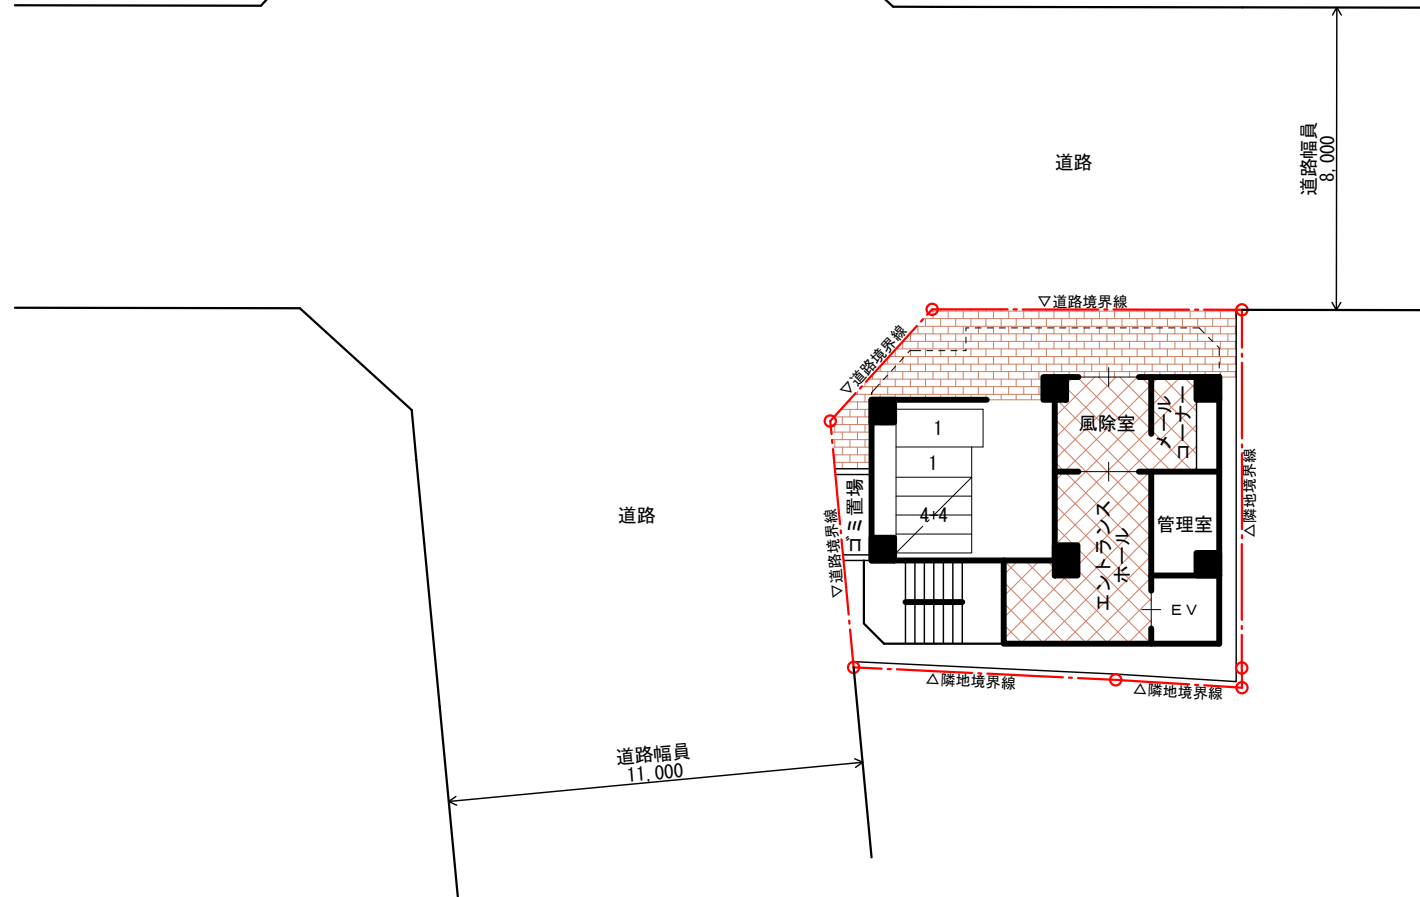 道路幅員
8,000
道路
▽道路境界線
▽道路境界線
1
風除室
メール
コーナー
1
道路
ゴミ置場
4+4
エントランス
ホール
管理室
△隣地境界線
▽道路境界線
EV
△隣地境界線
△隣地境界線
道路幅員
11,000